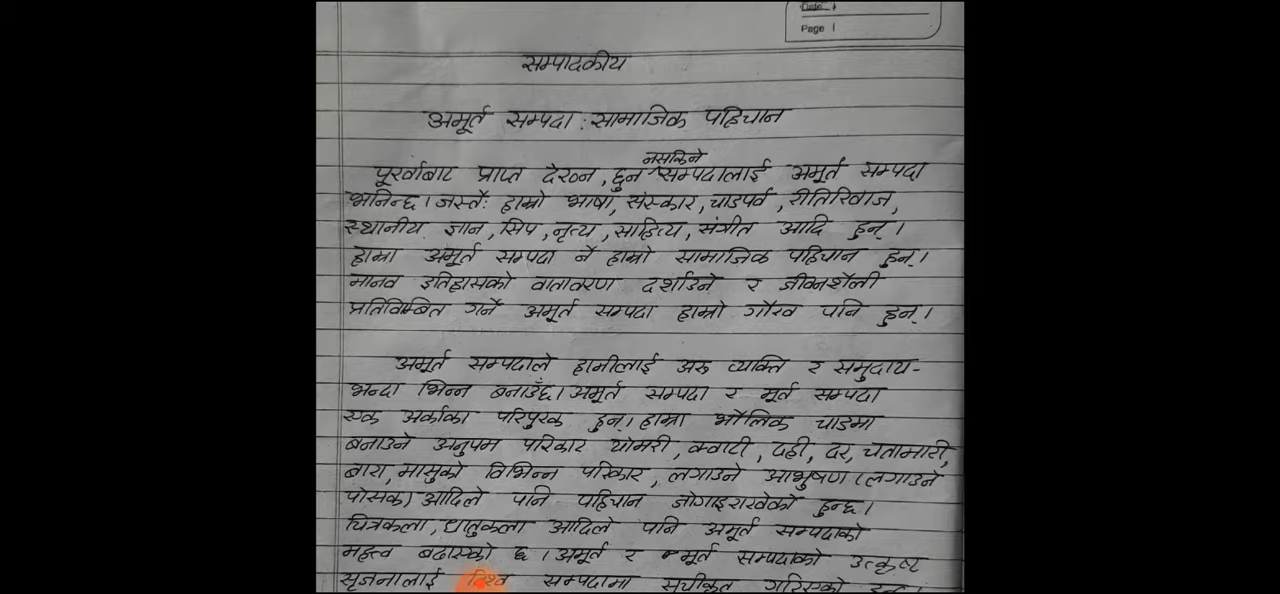 Date
Page
सम्पादकीय
अमूर्त सम्पदा : सामाजिक पहिचान
नसकिने
पूर्खाबाट प्राप्त देख्न, छुन सम्पदालाई अमूर्त सम्पदा
भनिन्छ। जस्तै: हाम्रो भाषा, संस्कार, चाडपर्व, रीतिरिवाज,
स्थानीय ज्ञान, सिप, नृत्य, साहित्य, संगीत आदि हुन्।
हाम्रा अमूर्त सम्पदा नै हाम्रो सामाजिक पहिचान हुन्।
मानव इतिहासको वातावरण दर्शाउने र जीवनशैली
प्रतिविम्बित गर्ने अमूर्त सम्पदा हाम्रो गौरव पनि हुन्।
अमूर्त सम्पदाले हामीलाई अरू व्यक्ति र समुदाय-
भन्दा भिन्न बनाउँछ। अमूर्त सम्पदा र मूर्त सम्पदा
एक अर्काका परिपुरक हुन्। हाम्रा मौलिक चाडमा
बनाउने अनुपम परिकार योमरी, क्वाटी, दही, दर, चतामारी,
बारा, मासुको विभिन्न परिकार, लगाउने आभुषण (लगाउने
पोसक) आदिले पनि पहिचान जोगाइराखेको हुन्छ।
चित्रकला, धातुकला आदिले पनि अमूर्त सम्पदाको
महत्त्व बढाएको छ। अमूर्त र मूर्त सम्पदाको उत्कृष्ट
सृजनालाई विश्व सम्पदामा सूचीकृत गरिएको हुन्छ।